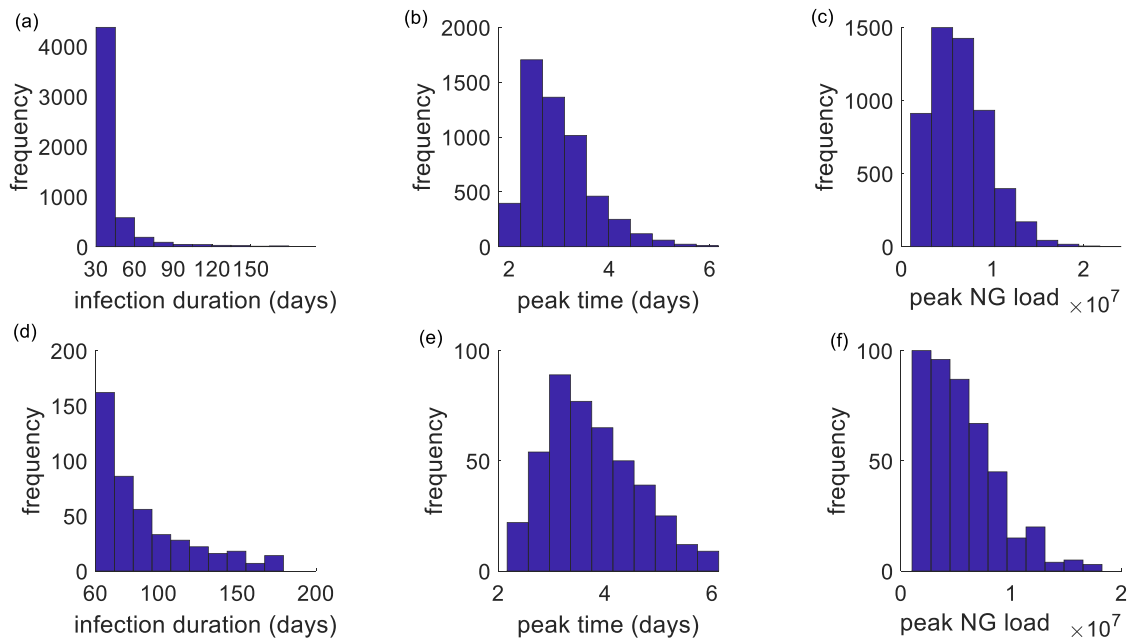 (a)
frequency
4000
3000
2000
1000
0
30 60 90 120 150
infection duration (days)
(b)
frequency
2000
1500
1000
500
0
2 4 6
peak time (days)
(c)
frequency
1500
1000
500
0
0 1 2
peak NG load ×10^7
(d)
frequency
200
150
100
50
0
60 100 150 200
infection duration (days)
(e)
frequency
100
50
0
2 4 6
peak time (days)
(f)
frequency
100
50
0
0 1 2
peak NG load ×10^7